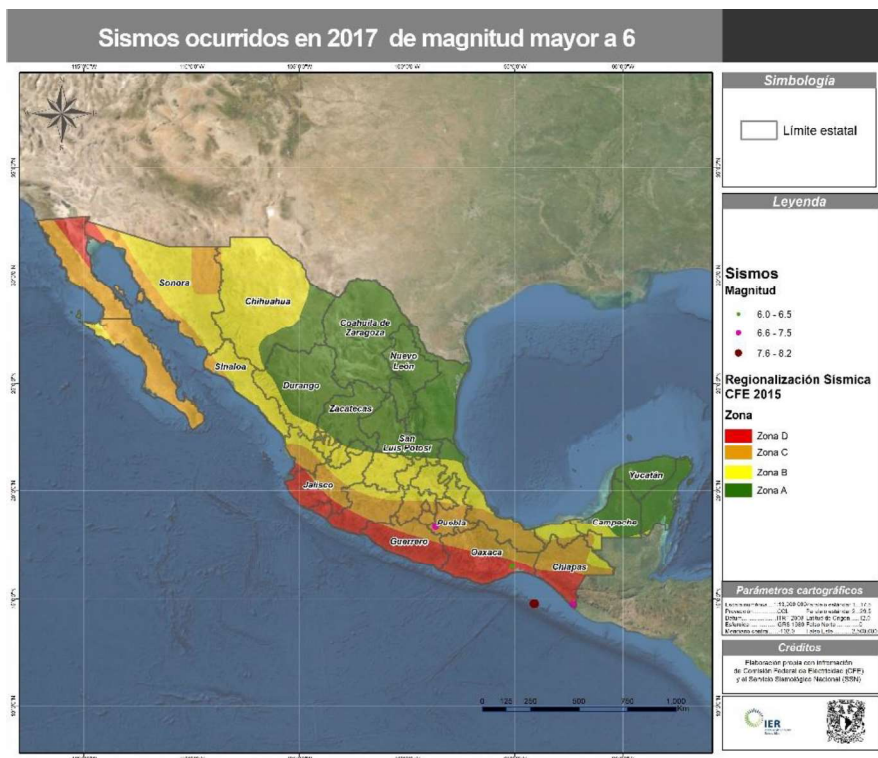 Sismos ocurridos en 2017 de magnitud mayor a 6
Simbología
Límite estatal
Leyenda
Sismos
Magnitud
6.0 - 6.5
6.6 - 7.5
7.6 - 8.2
Regionalización Sísmica
CFE 2015
Zona
Zona D
Zona C
Zona B
Zona A
Sonora
Chihuahua
Coahuila de
Zaragoza
Nuevo
León
Sinaloa
Durango
Zacatecas
San
Luis Potosí
Jalisco
Puebla
Guerrero
Oaxaca
Chiapas
Campeche
Yucatán
0 125 250 500 750 1,000
Km
Parámetros cartográficos
Créditos
Elaboración propia con información
de Comisión Federal de Electricidad (CFE)
y el Servicio Sismológico Nacional (SSN)
IER